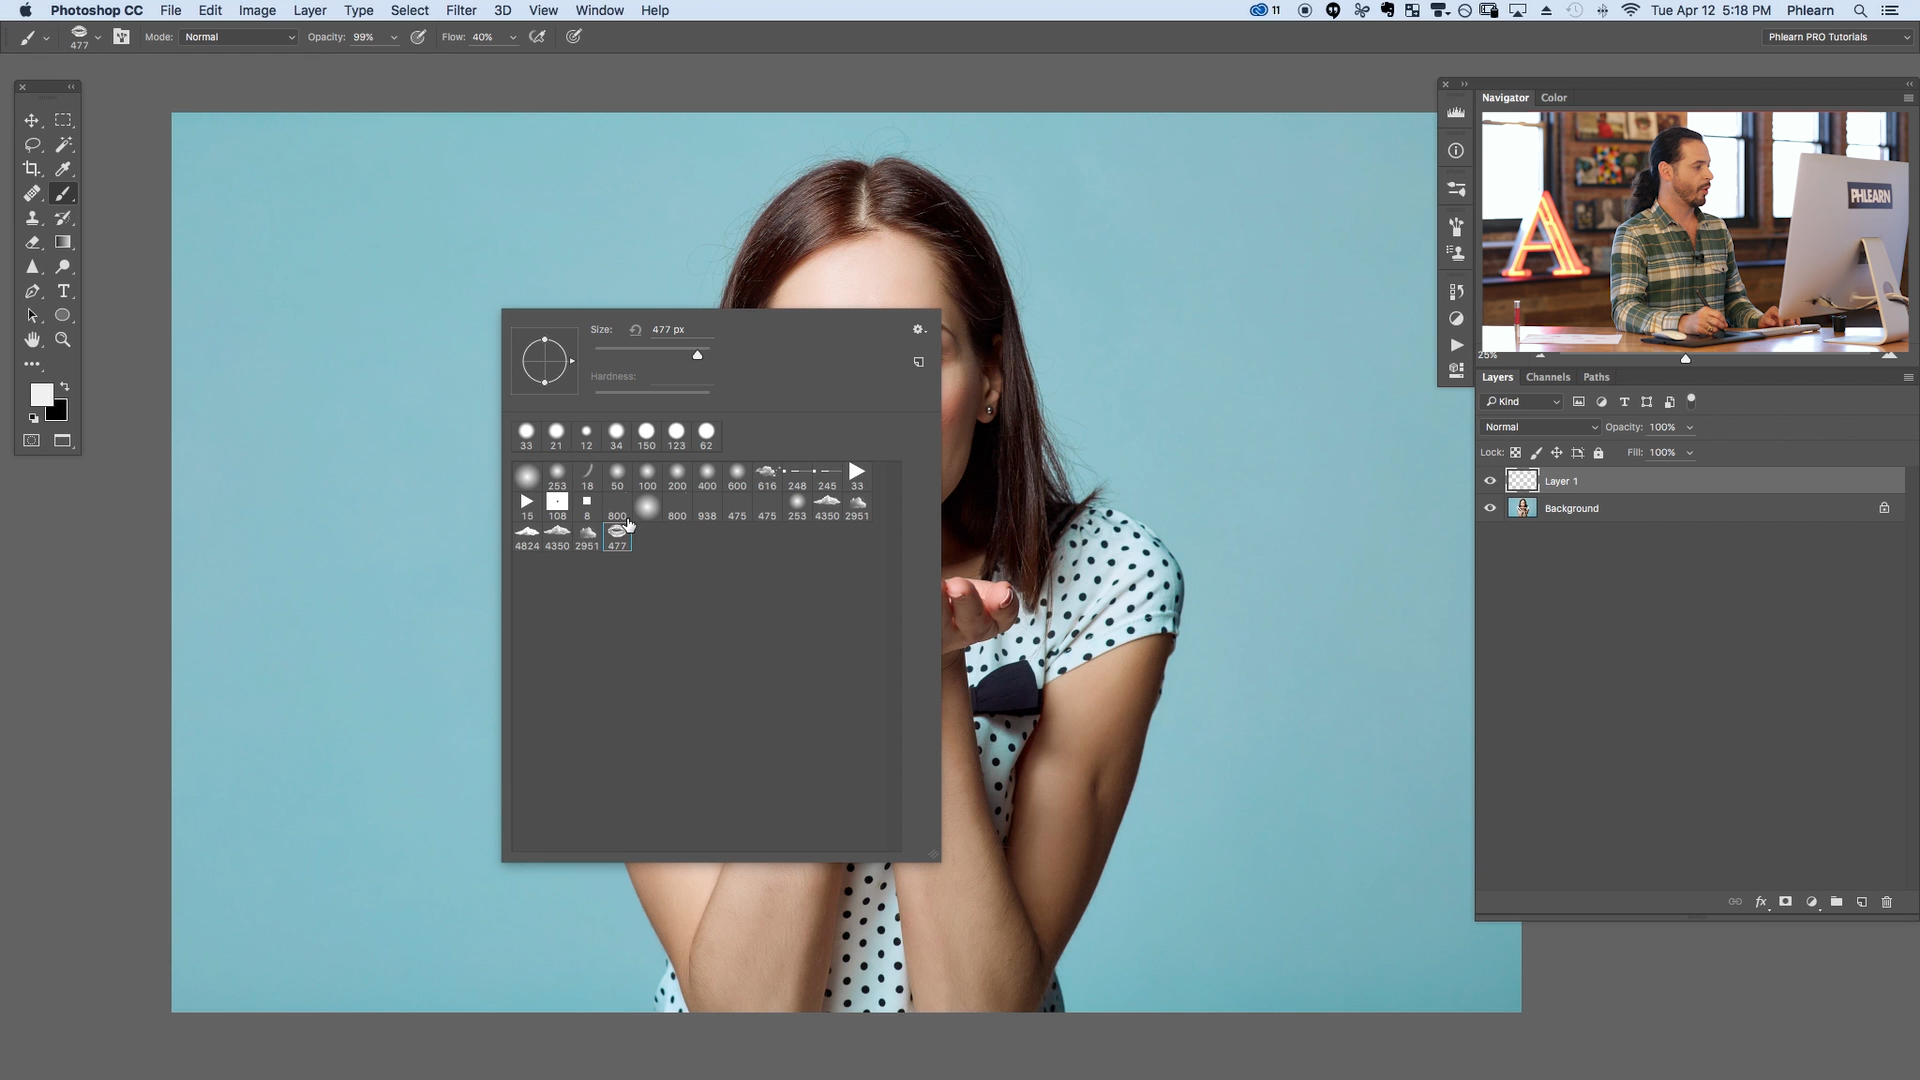 Photoshop CC File Edit Image Layer Type Select Filter 3D View Window Help 11 Tue Apr 12 5:18 PM Phlearn
477 Mode: Normal Opacity: 99% Flow: 40% Phlearn PRO Tutorials
Navigator Color
A
PHLEARN
25%
Size: 477 px
Hardness:
33 21 12 34 150 123 62
253 18 50 100 200 400 600 616 248 245 33
15 108 8 800 800 938 475 475 253 4350 2951
4824 4350 2951 477
Layers Channels Paths
Kind
Normal Opacity: 100%
Lock: Fill: 100%
Layer 1
Background
fx